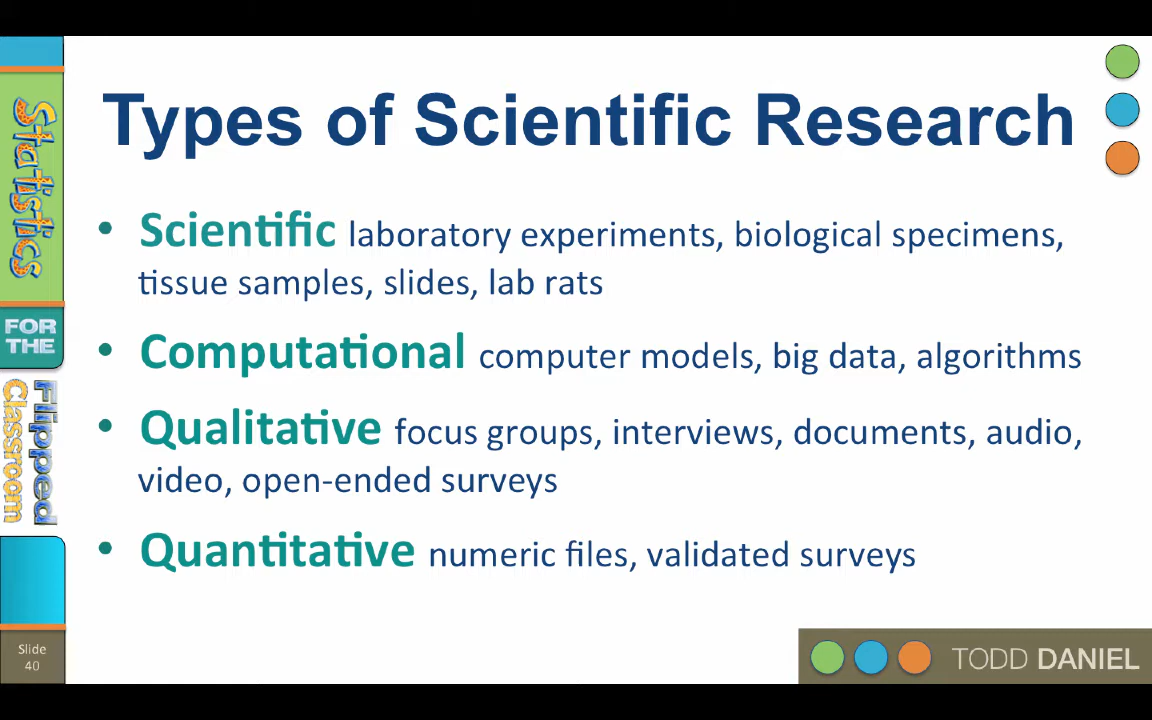 Types of Scientific Research
• Scientific laboratory experiments, biological specimens,
tissue samples, slides, lab rats
• Computational computer models, big data, algorithms
• Qualitative focus groups, interviews, documents, audio,
video, open-ended surveys
• Quantitative numeric files, validated surveys
Statistics
FOR THE
Flipped
Classroom
Slide
40
TODD DANIEL